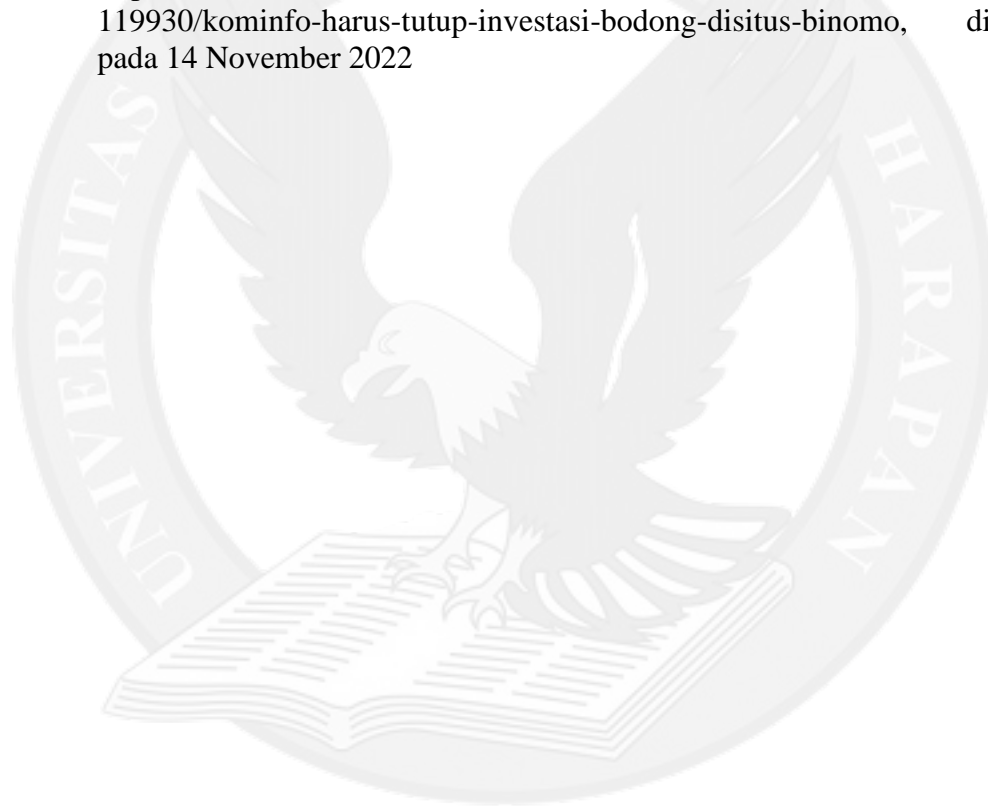 119930/kominfo-harus-tutup-investasi-bodong-disitus-binomo, di
pada 14 November 2022
UNIVERSITAS
HARAPAN